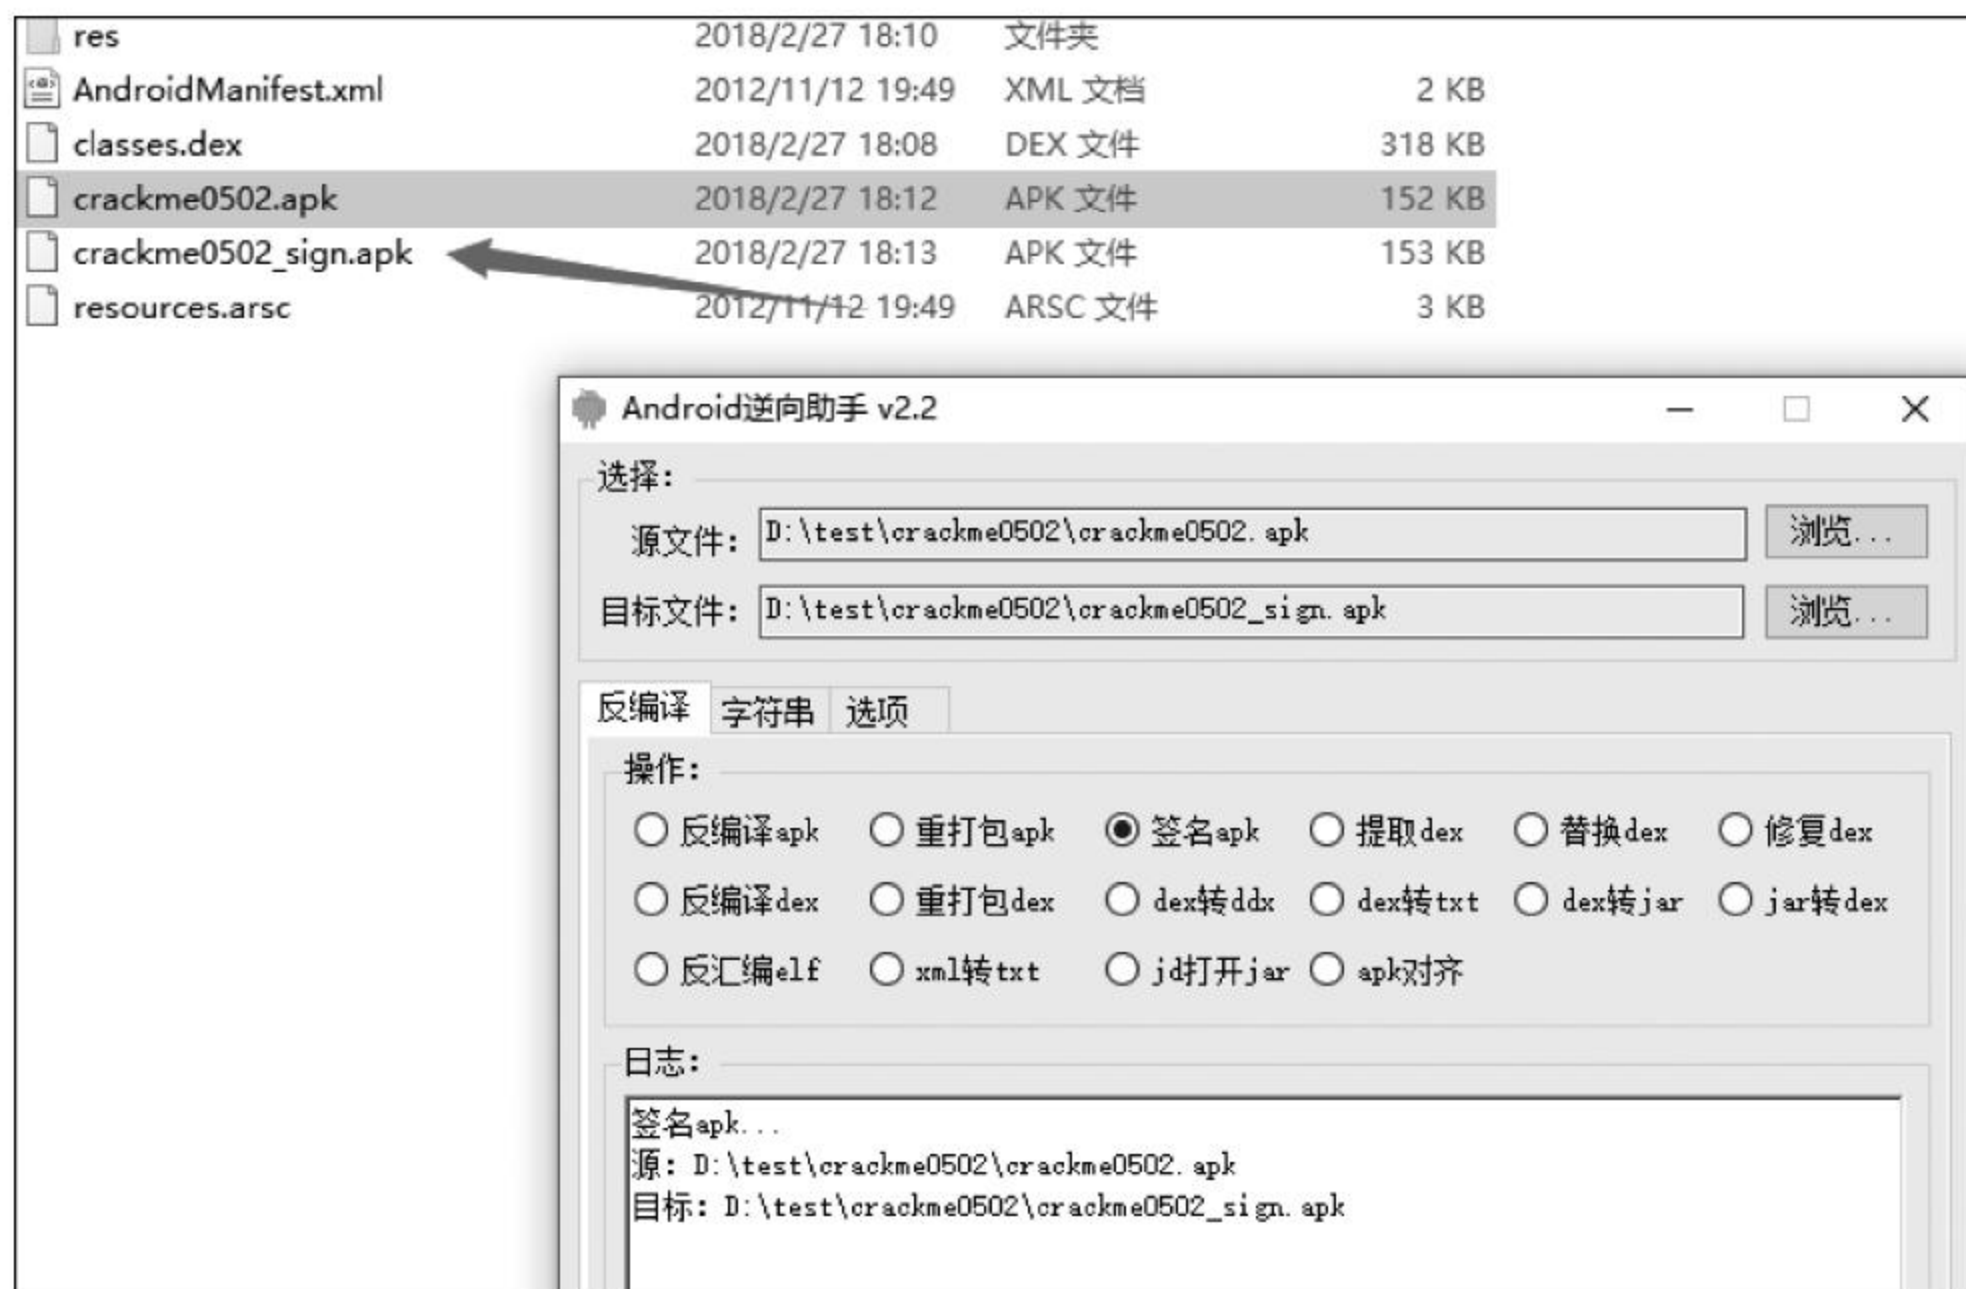 res 2018/2/27 18:10 文件夹
AndroidManifest.xml 2012/11/12 19:49 XML 文档 2 KB
classes.dex 2018/2/27 18:08 DEX 文件 318 KB
crackme0502.apk 2018/2/27 18:12 APK 文件 152 KB
crackme0502_sign.apk 2018/2/27 18:13 APK 文件 153 KB
resources.arsc 2012/11/12 19:49 ARSC 文件 3 KB
Android逆向助手 v2.2
选择：
源文件： D:\test\crackme0502\crackme0502.apk 浏览...
目标文件： D:\test\crackme0502\crackme0502_sign.apk 浏览...
反编译 字符串 选项
操作：
反编译apk 重打包apk 签名apk 提取dex 替换dex 修复dex
反编译dex 重打包dex dex转ddx dex转txt dex转jar jar转dex
反汇编elf xml转txt jd打开jar apk对齐
日志：
签名apk...
源：D:\test\crackme0502\crackme0502.apk
目标：D:\test\crackme0502\crackme0502_sign.apk